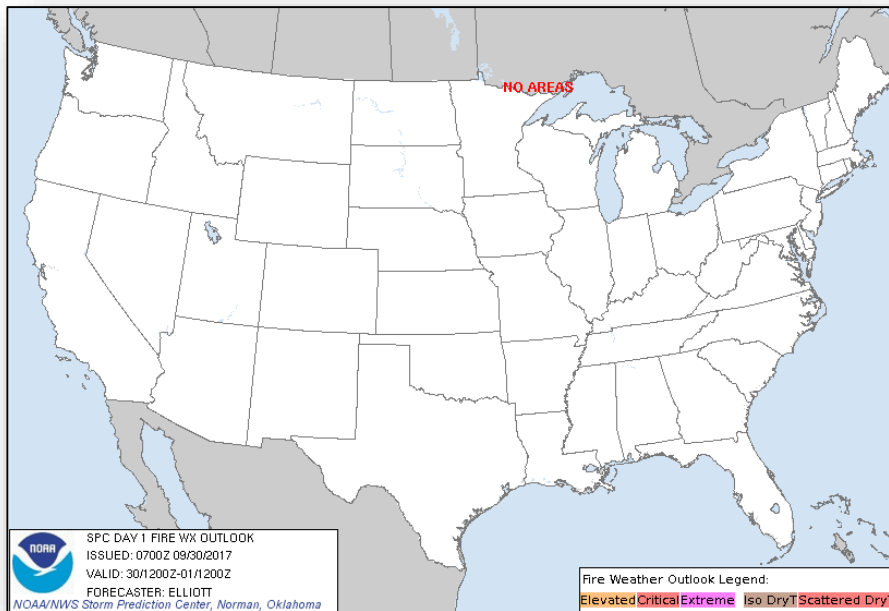 NO AREAS
NOAA
SPC DAY 1 FIRE WX OUTLOOK
ISSUED: 0700Z 09/30/2017
VALID: 30/1200Z-01/1200Z
FORECASTER: ELLIOTT
NOAA/NWS Storm Prediction Center, Norman, Oklahoma
Fire Weather Outlook Legend:
Elevated Critical Extreme Iso DryT Scattered DryT